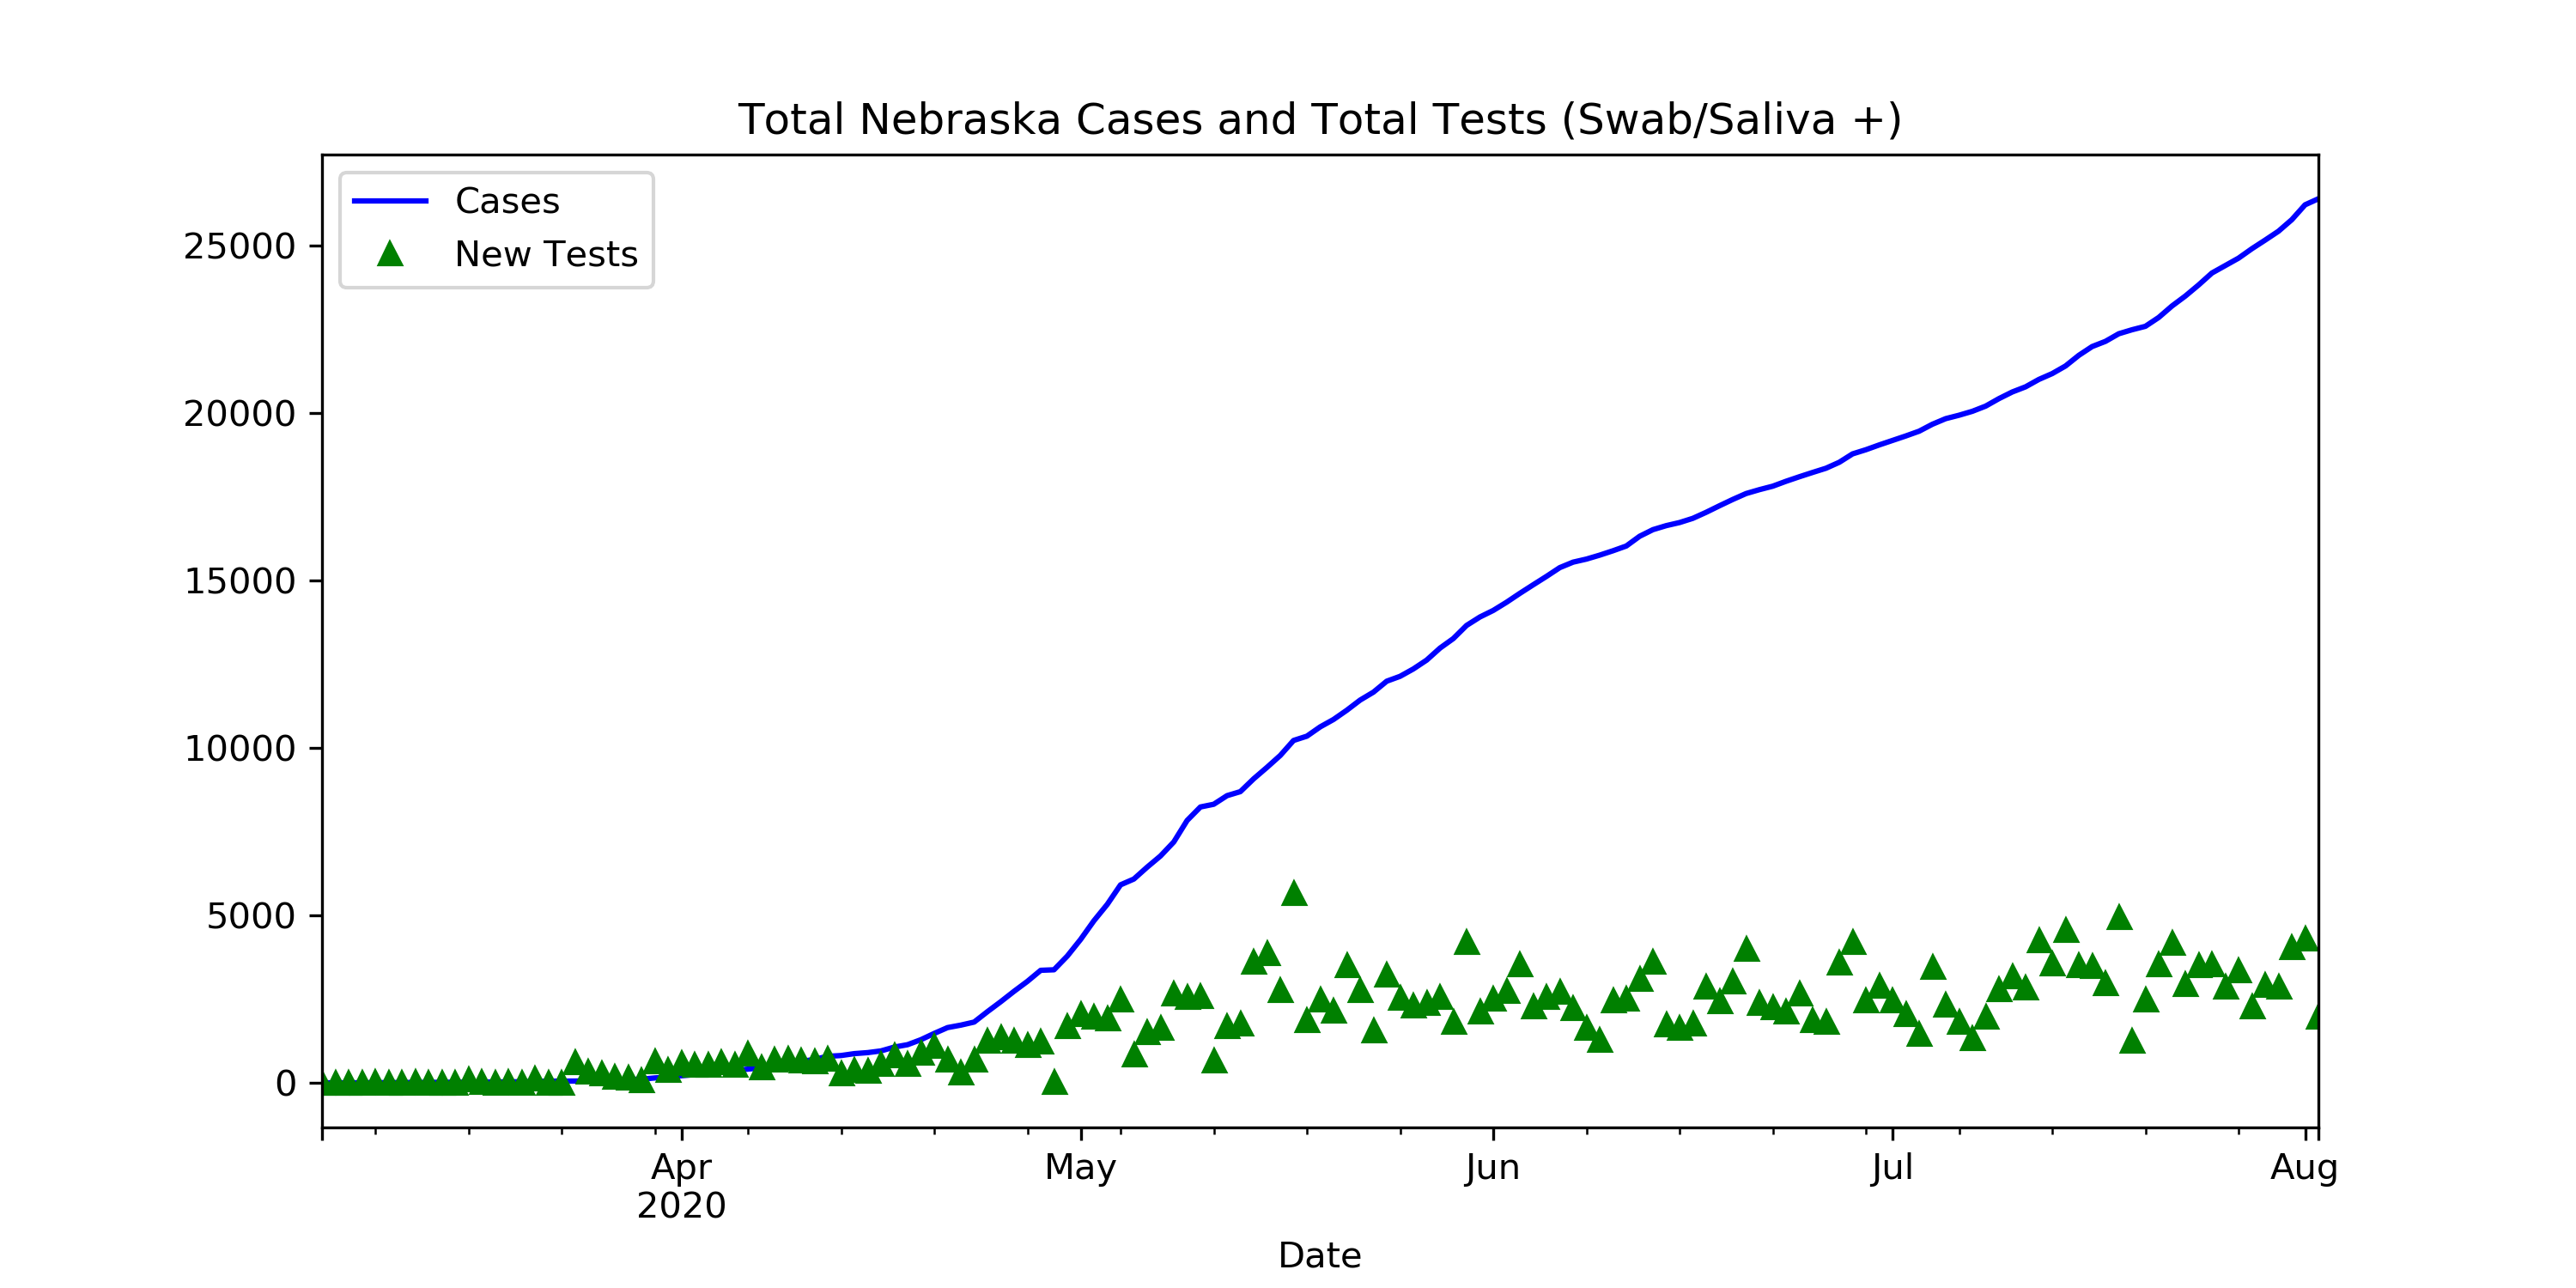 Total Nebraska Cases and Total Tests (Swab/Saliva +)
Cases
New Tests
25000
20000
15000
10000
5000
0
Apr
2020
May
Jun
Jul
Aug
Date